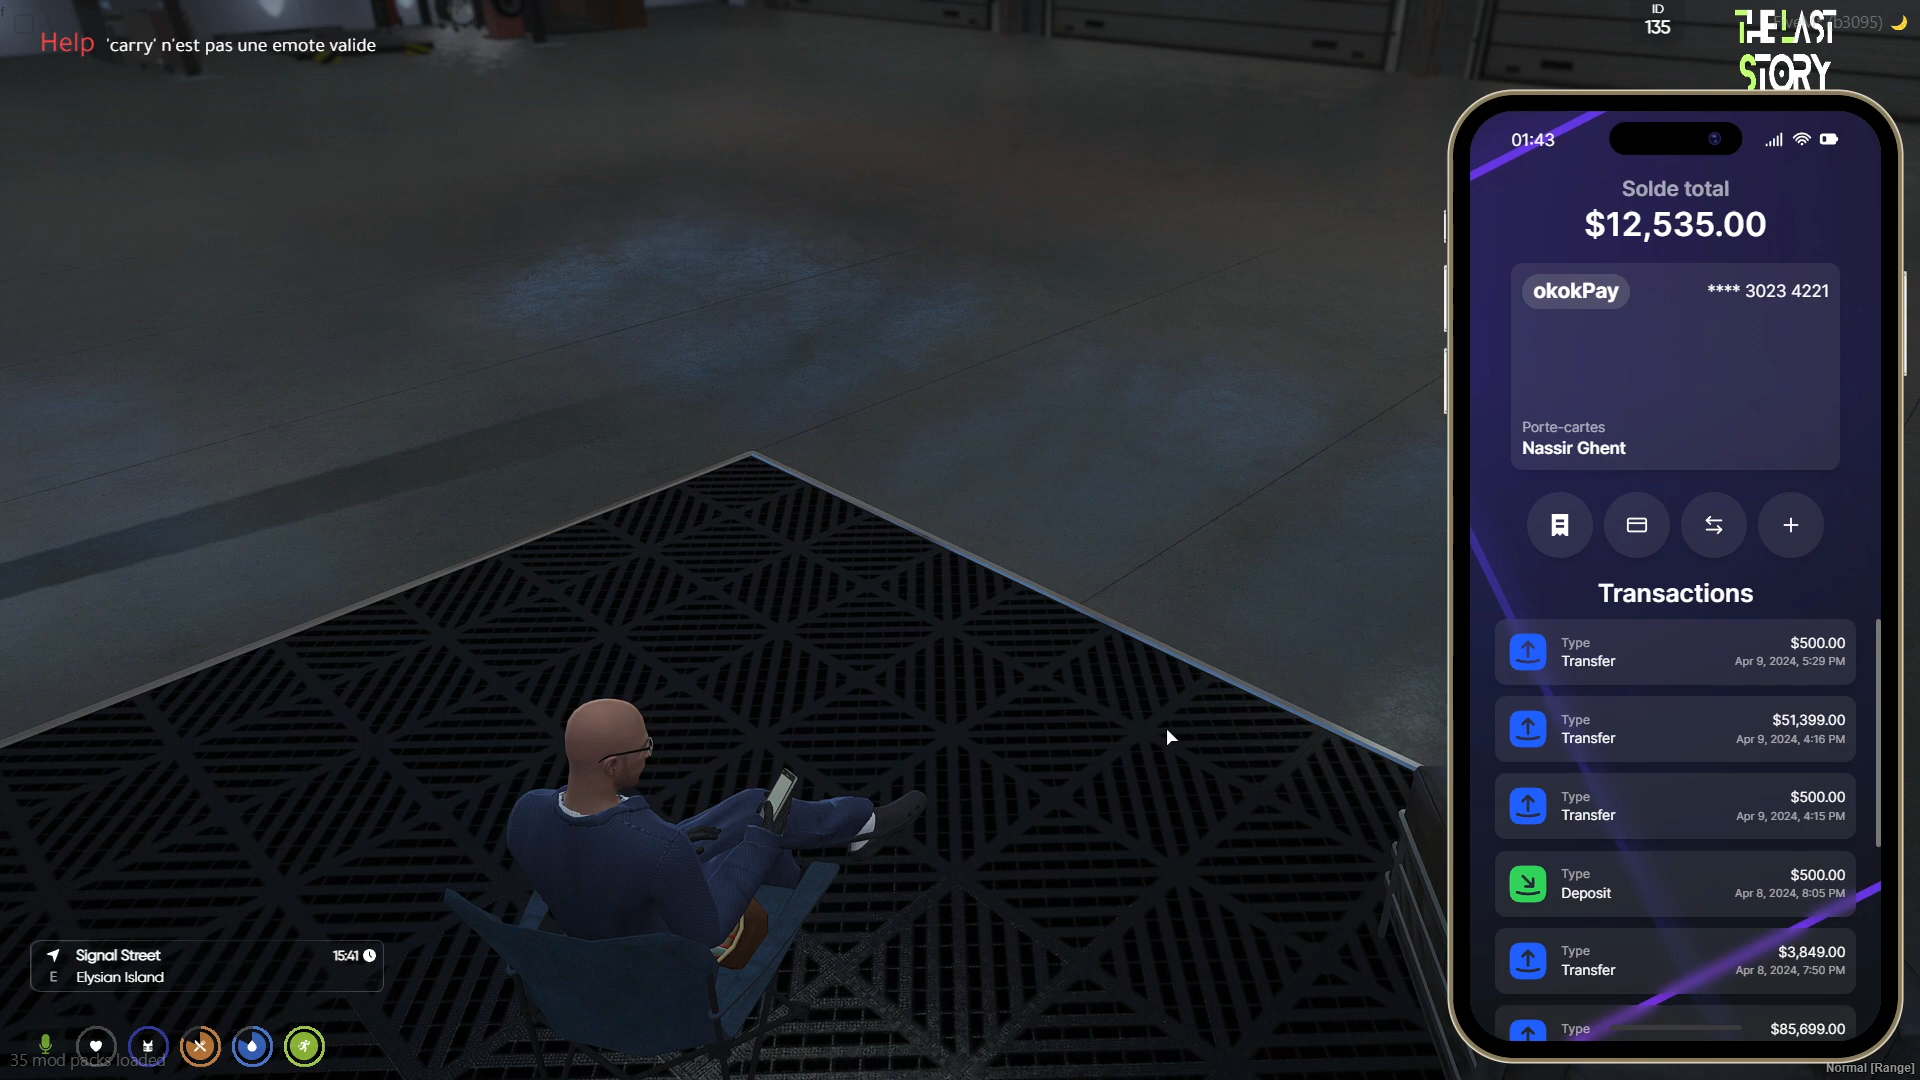 Help 'carry' n'est pas une emote valide
ID
135
b3095)
THE LAST
STORY
01:43
Solde total
$12,535.00
okokPay
**** 3023 4221
Porte-cartes
Nassir Ghent
Transactions
Type
$500.00
Transfer
Apr 9, 2024, 5:29 PM
Type
$51,399.00
Transfer
Apr 9, 2024, 4:16 PM
Type
$500.00
Transfer
Apr 9, 2024, 4:15 PM
Type
$500.00
Deposit
Apr 8, 2024, 8:05 PM
Type
$3,849.00
Transfer
Apr 8, 2024, 7:50 PM
Type
$85,699.00
Signal Street
15:41
E Elysian Island
35 mod packs loaded
Normal [Range]